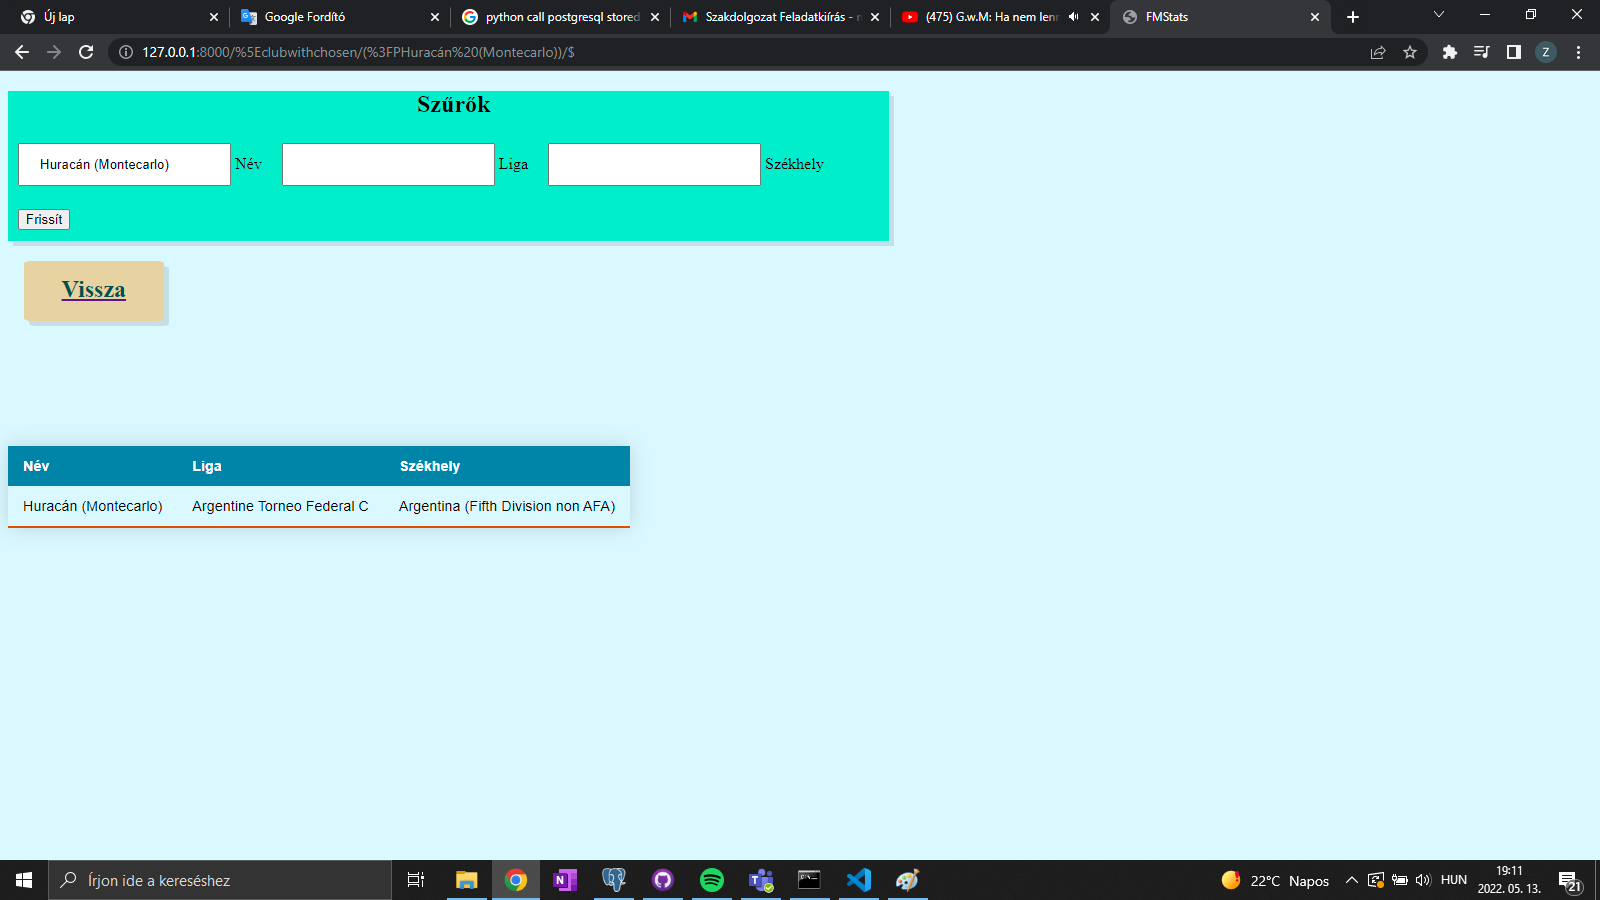 Új lap
Google Fordító
python call postgresql stored
Szakdolgozat Feladatkiírás - 
(475) G.w.M: Ha nem lenn
FMStats
127.0.0.1:8000/%5Eclubwithchosen/(%3FPHuracán%20(Montecarlo))/$
Z
Szűrők
Huracán (Montecarlo) Név Liga Székhely
Frissít
Vissza
Név Liga Székhely
Huracán (Montecarlo) Argentine Torneo Federal C Argentina (Fifth Division non AFA)
Írjon ide a kereséshez
22°C Napos
HUN
19:11
2022. 05. 13.
21